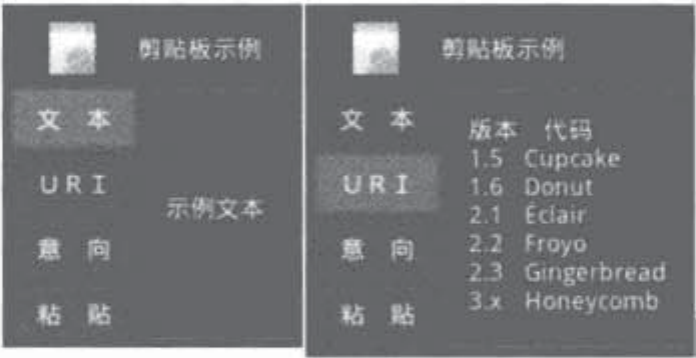 剪贴板示例
文 本
URI
示例文本
意 向
粘 贴
剪贴板示例
文 本
URI
意 向
粘 贴
版本 代码
1.5 Cupcake
1.6 Donut
2.1 Éclair
2.2 Froyo
2.3 Gingerbread
3.x Honeycomb